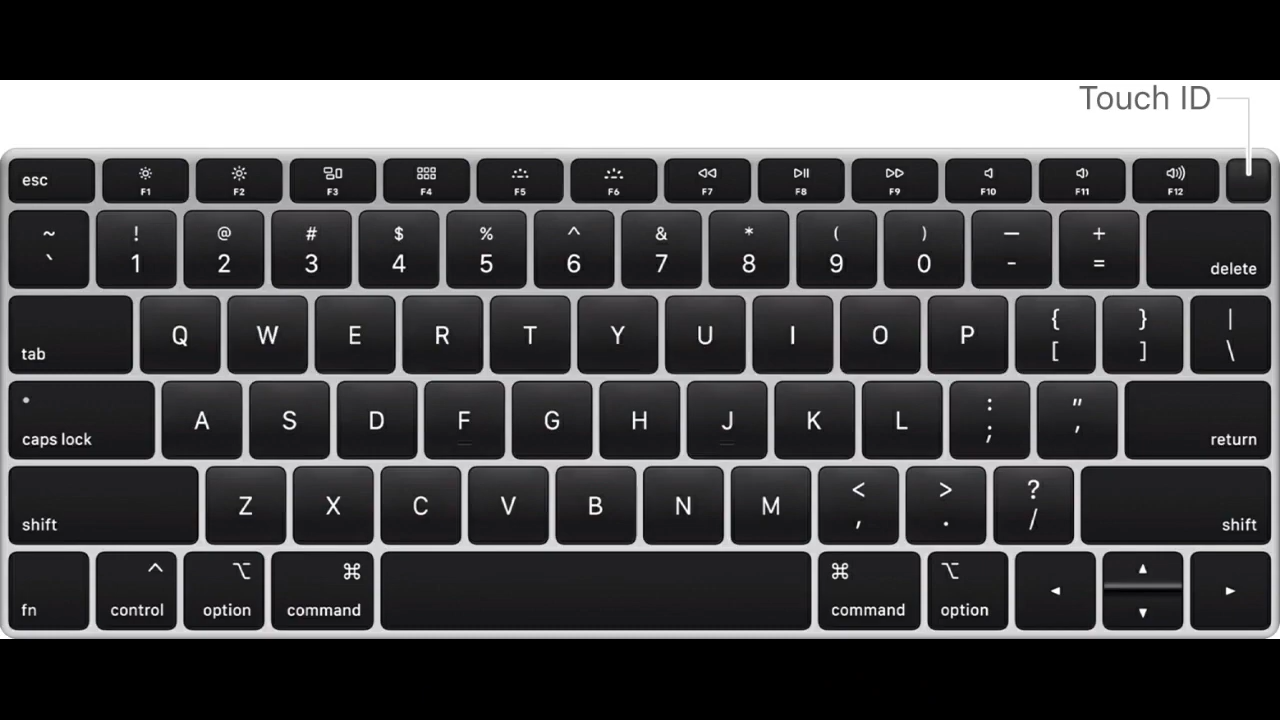 Touch ID
esc F1 F2 F3 F4 F5 F6 F7 F8 F9 F10 F11 F12
~ ! @ # $ % ^ & * ( ) — +
` 1 2 3 4 5 6 7 8 9 0 - = delete
{ } |
tab Q W E R T Y U I O P [ ] \
: "
caps lock A S D F G H J K L ; ' return
< > ?
shift Z X C V B N M , . / shift
^ ⌥ ⌘ ⌘ ⌥
fn control option command command option